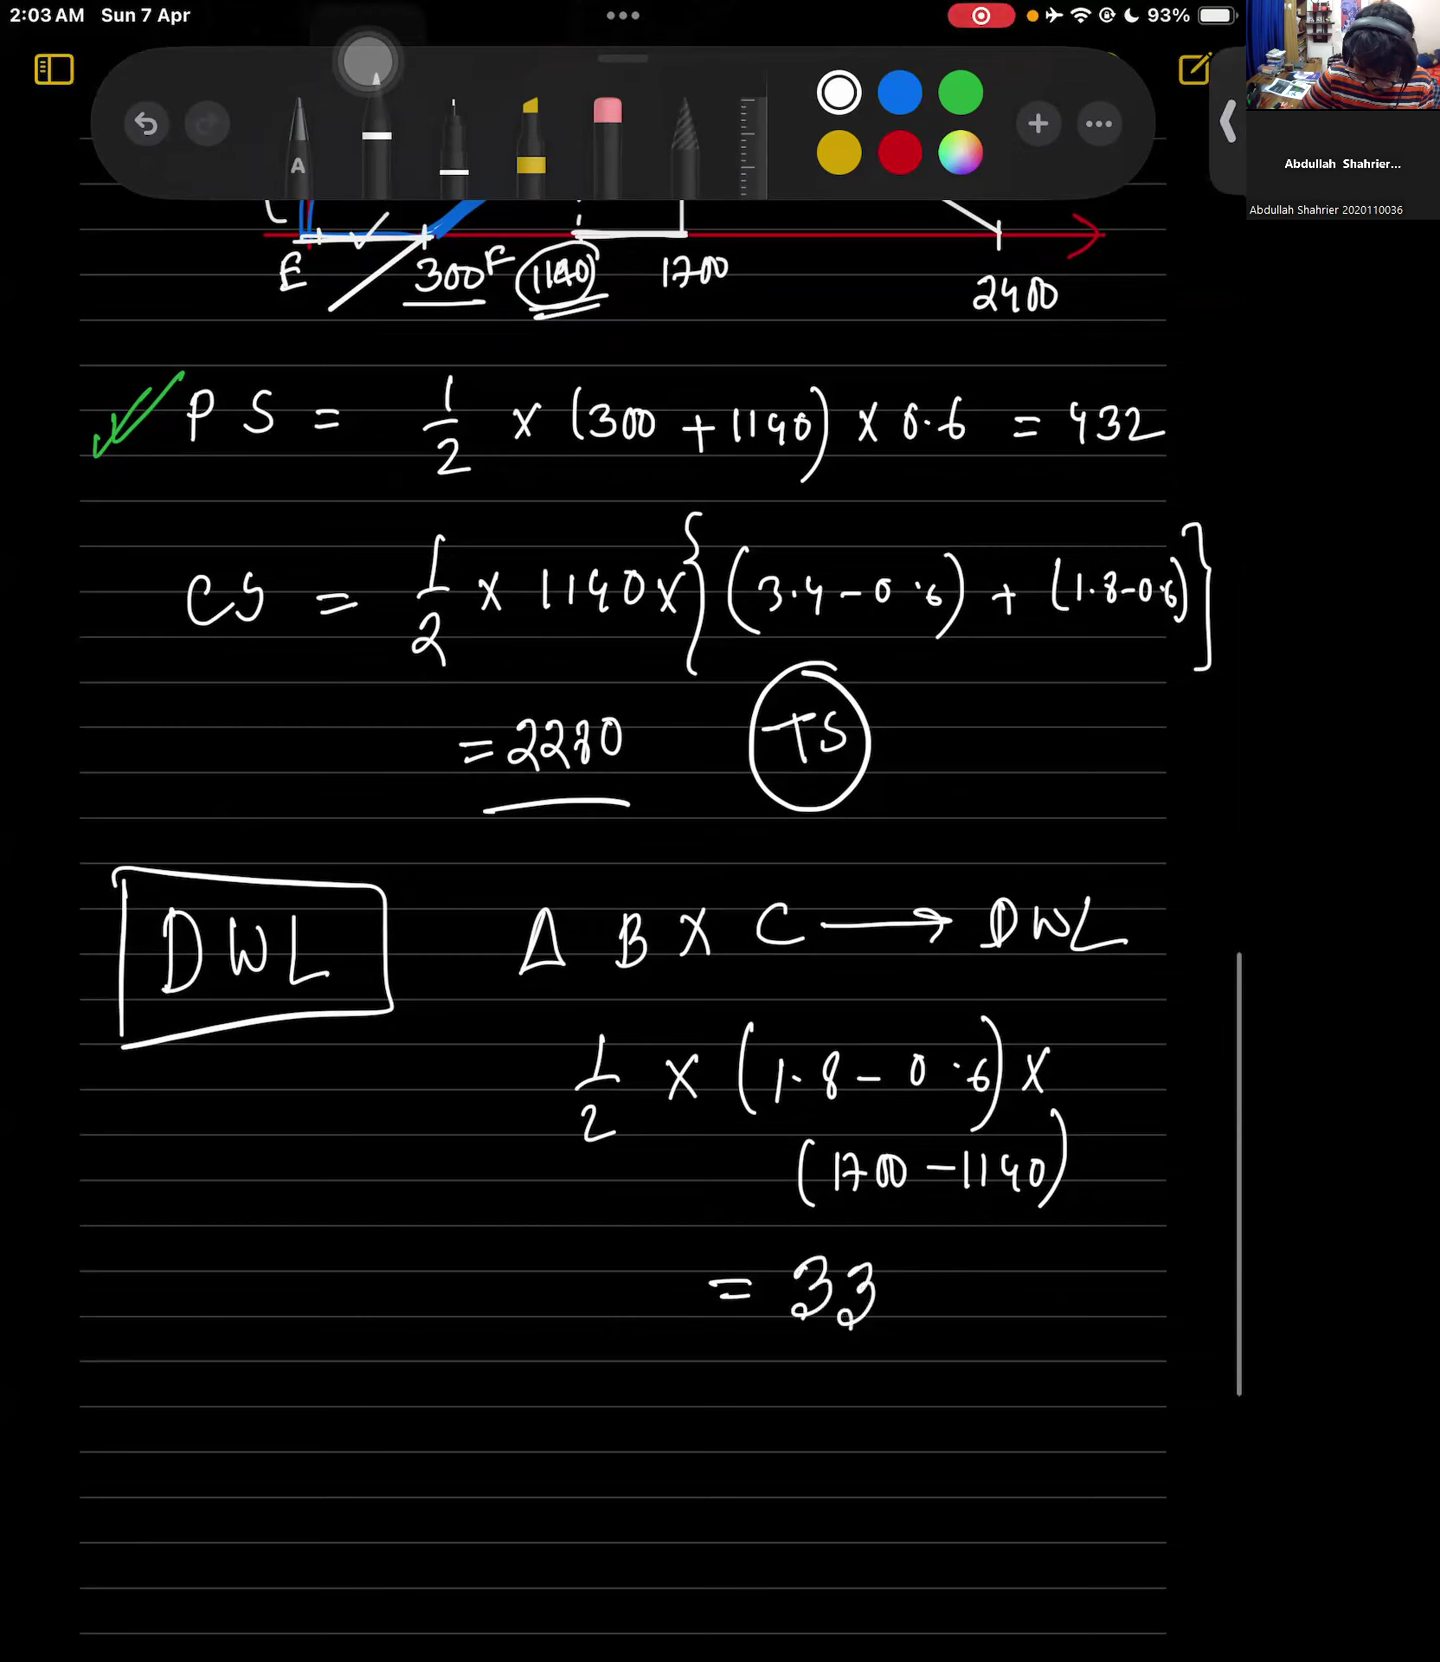 2:03 AM Sun 7 Apr
93%
A
Abdullah Shahrier...
Abdullah Shahrier 2020110036
E 300 F 1140 1700 2400
P S = 1/2 × (300 + 1140) × 0.6 = 432
CS = 1/2 × 1140 × {(3.4 - 0.6) + (1.8-0.6)}
= 2280
TS
DWL
Δ B X C → DWL
1/2 × (1.8 - 0.6) ×
(1700 - 1140)
= 33